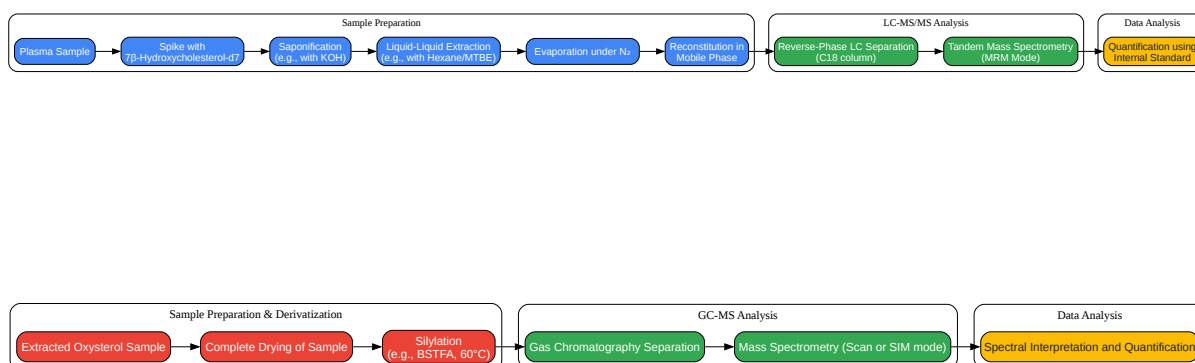 Sample Preparation
LC-MS/MS Analysis
Data Analysis
Plasma Sample
Spike with
7β-Hydroxycholesterol-d7
Saponification
(e.g., with KOH)
Liquid-Liquid Extraction
(e.g., with Hexane/MTBE)
Evaporation under N₂
Reconstitution in
Mobile Phase
Reverse-Phase LC Separation
(C18 column)
Tandem Mass Spectrometry
(MRM Mode)
Quantification using
Internal Standard
Sample Preparation & Derivatization
GC-MS Analysis
Data Analysis
Extracted Oxysterol Sample
Complete Drying of Sample
Silylation
(e.g., BSTFA, 60°C)
Gas Chromatography Separation
Mass Spectrometry (Scan or SIM mode)
Spectral Interpretation and Quantification